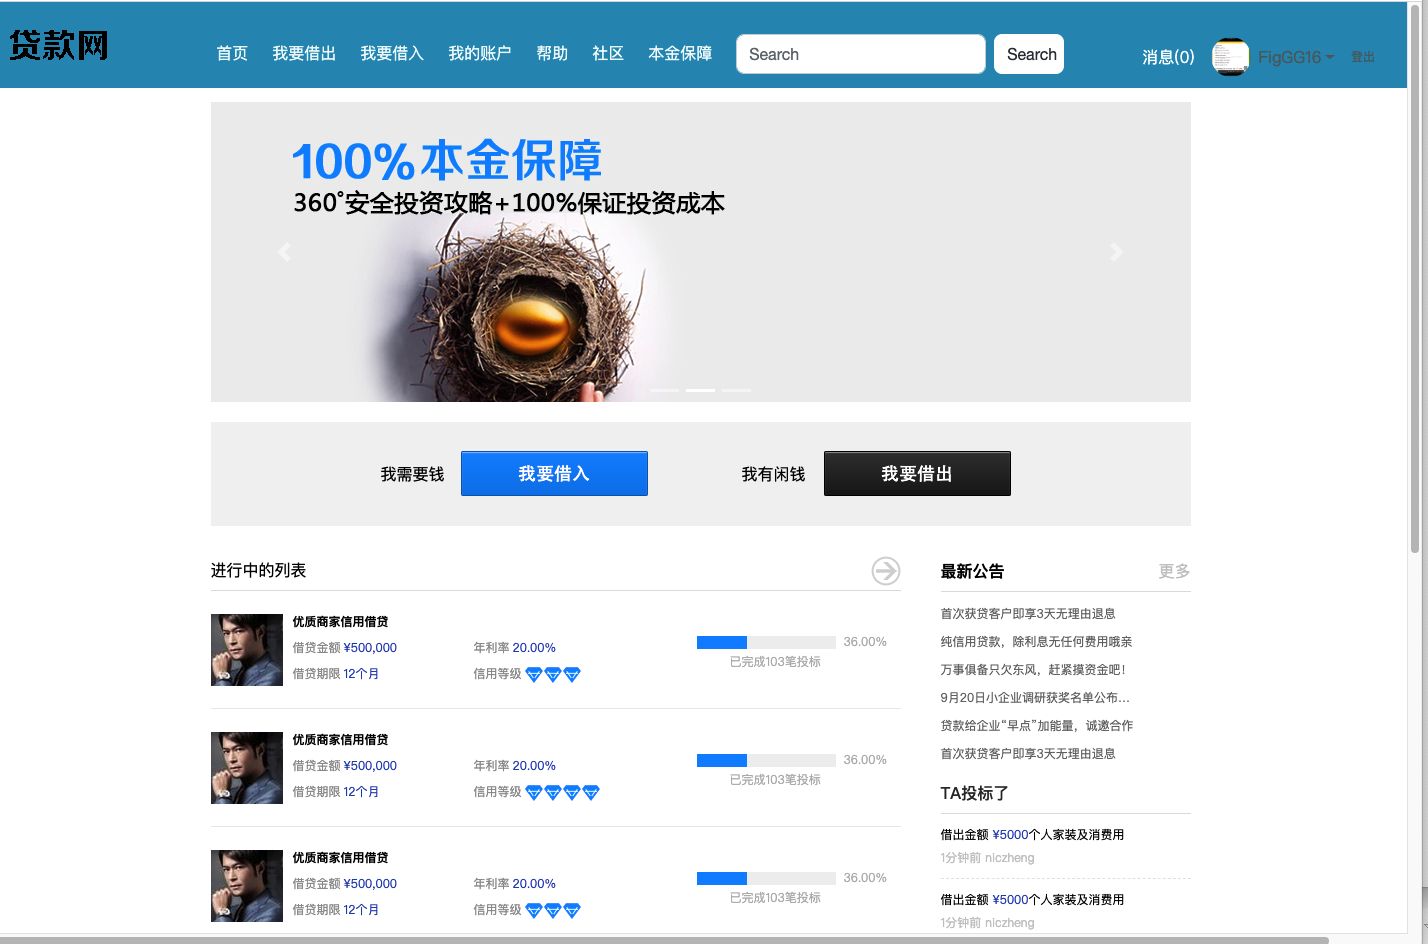 贷款网
首页 我要借出 我要借入 我的账户 帮助 社区 本金保障 Search Search 消息(0) FigGG16 登出
100%本金保障
360°安全投资攻略+100%保证投资成本
我需要钱 我要借入 我有闲钱 我要借出
进行中的列表
优质商家信用借贷
借贷金额 ¥500,000 年利率 20.00% 36.00%
借贷期限 12个月 信用等级 已完成103笔投标
优质商家信用借贷
借贷金额 ¥500,000 年利率 20.00% 36.00%
借贷期限 12个月 信用等级 已完成103笔投标
优质商家信用借贷
借贷金额 ¥500,000 年利率 20.00% 36.00%
借贷期限 12个月 信用等级 已完成103笔投标
最新公告 更多
首次获贷客户即享3天无理由退息
纯信用贷款，除利息无任何费用哦亲
万事俱备只欠东风，赶紧摸资金吧！
9月20日小企业调研获奖名单公布...
贷款给企业“早点”加能量，诚邀合作
首次获贷客户即享3天无理由退息
TA投标了
借出金额 ¥5000个人家装及消费用
1分钟前 niczheng
借出金额 ¥5000个人家装及消费用
1分钟前 niczheng